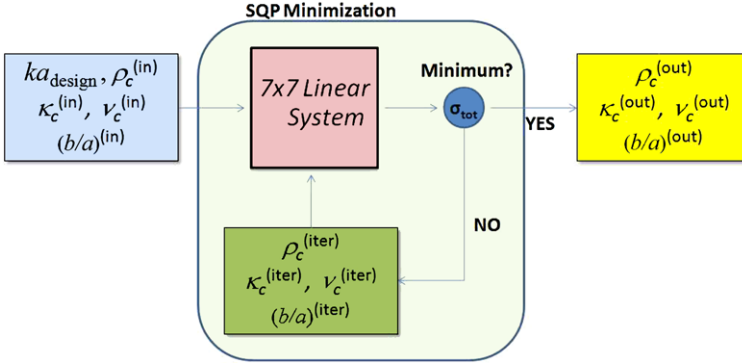 SQP Minimization
ka_design, ρ_c^(in)
κ_c^(in), ν_c^(in)
(b/a)^(in)
7x7 Linear
System
Minimum?
σ_tot
YES
NO
ρ_c^(iter)
κ_c^(iter), ν_c^(iter)
(b/a)^(iter)
ρ_c^(out)
κ_c^(out), ν_c^(out)
(b/a)^(out)